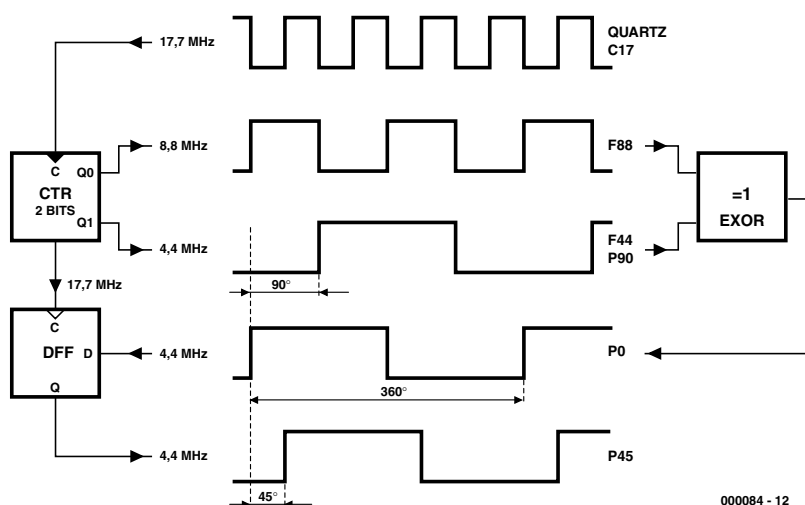 17,7 MHz
QUARTZ
C17
8,8 MHz
F88
C
Q0
CTR
2 BITS
Q1
=1
EXOR
4,4 MHz
F44
P90
90°
17,7 MHz
C
DFF
D
Q
4,4 MHz
P0
360°
4,4 MHz
P45
45°
000084 - 12